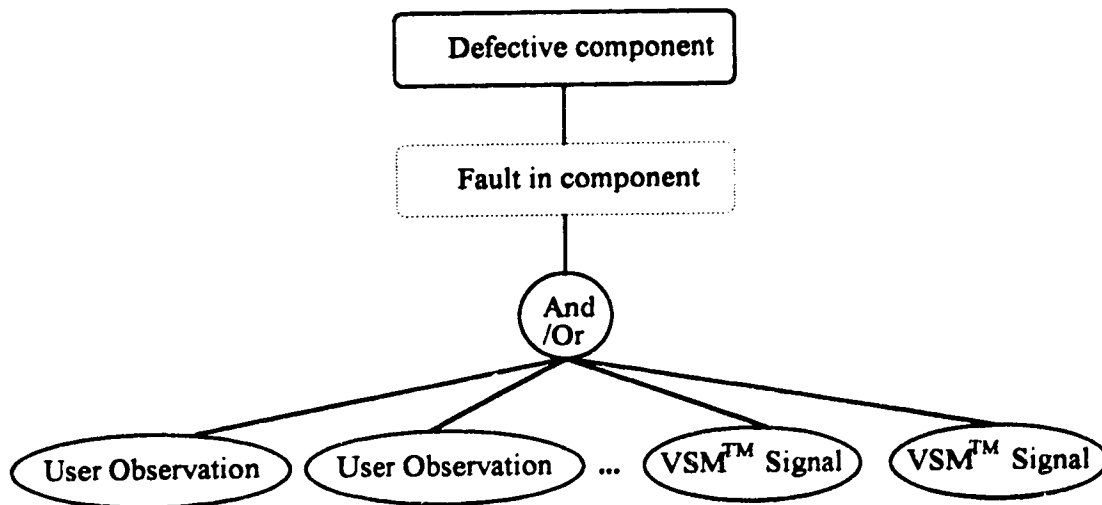 Defective component
Fault in component
And
/Or
User Observation User Observation ... VSM™ Signal VSM™ Signal